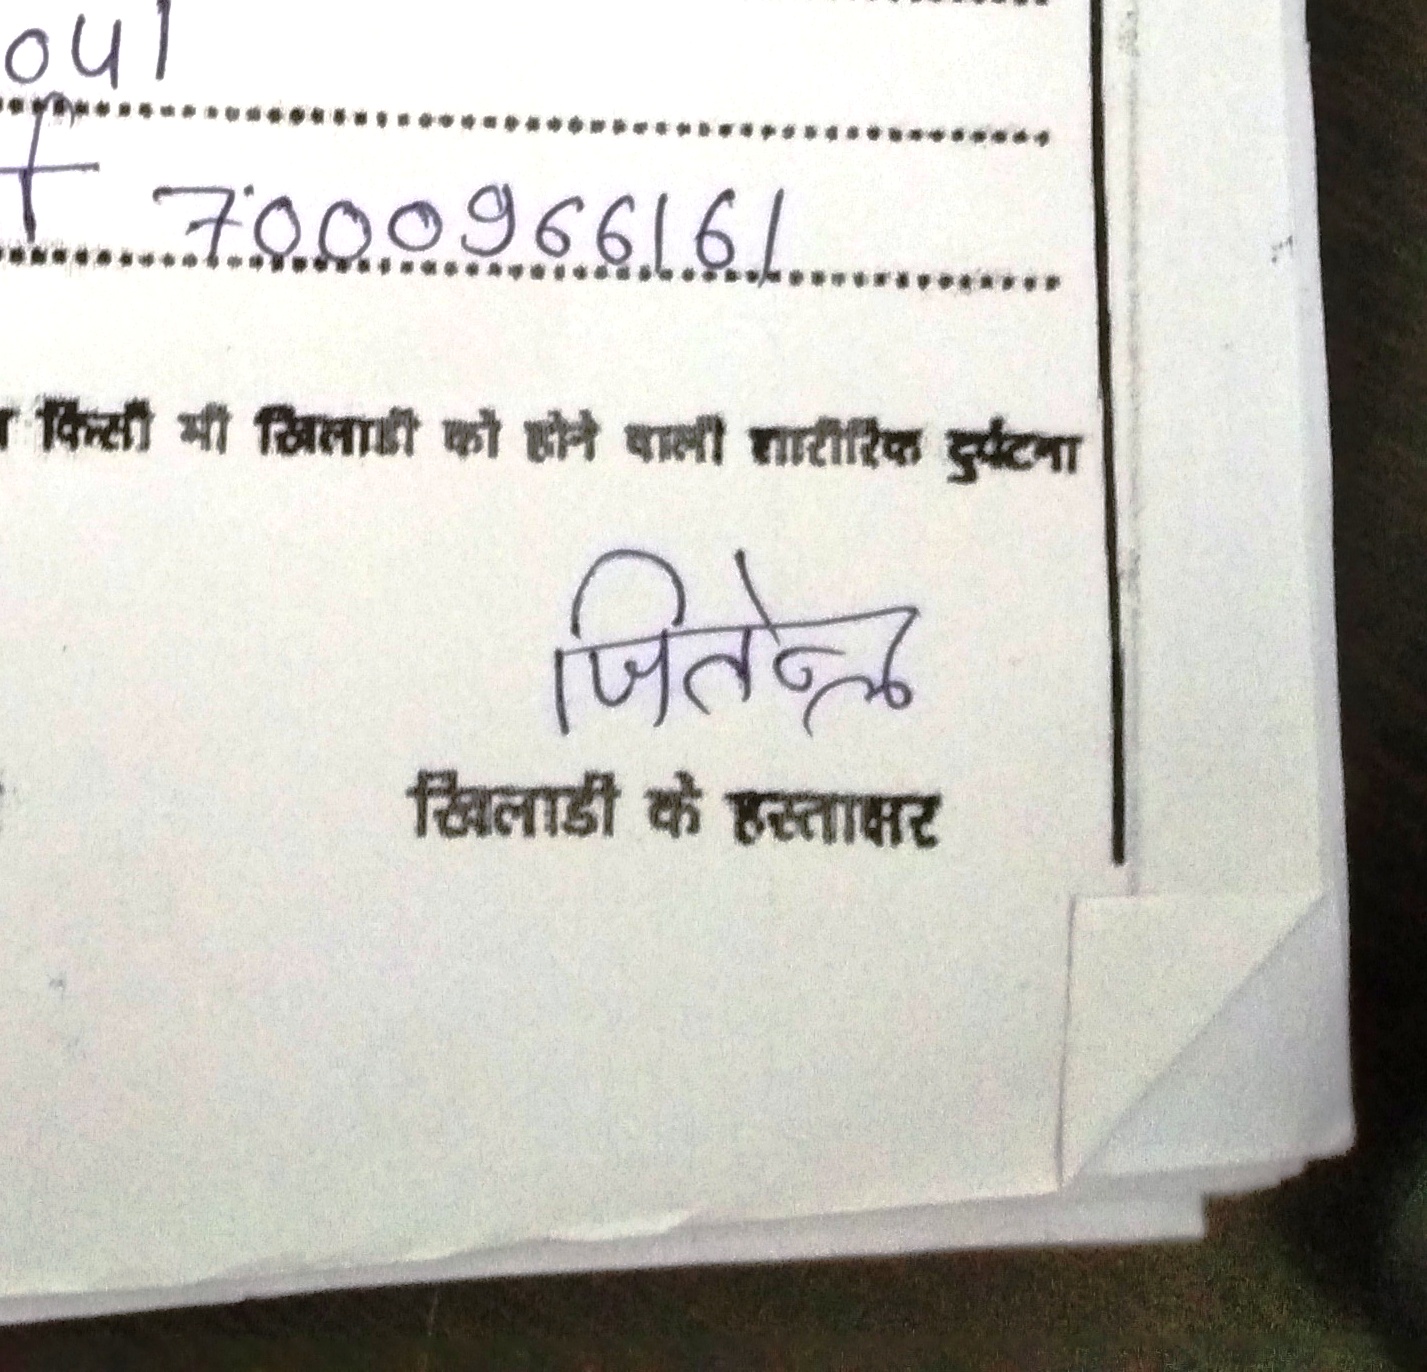 041
7000966161
किसी भी खिलाडी को होने वाली शारीरिक दुर्घटना
जितेन्द्र
खिलाडी के हस्ताक्षर